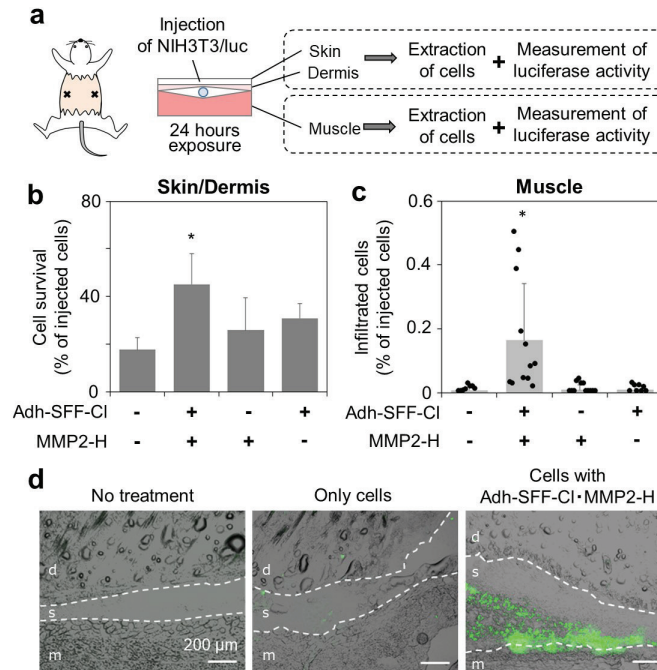 a
Injection
of NIH3T3/luc
24 hours
exposure
Skin
Dermis
Extraction
of cells
+
Measurement of
luciferase activity
Muscle
Extraction
of cells
+
Measurement of
luciferase activity
b
Skin/Dermis
Cell survival
(% of injected cells)
80
40
0
*
Adh-SFF-Cl - + - +
MMP2-H - + + -
c
Muscle
Infiltrated cells
(% of injected cells)
0.6
0.4
0.2
0
*
Adh-SFF-Cl - + - +
MMP2-H - + + -
d
No treatment
d
s
m
200 μm
Only cells
d
s
m
Cells with
Adh-SFF-Cl・MMP2-H
d
s
m